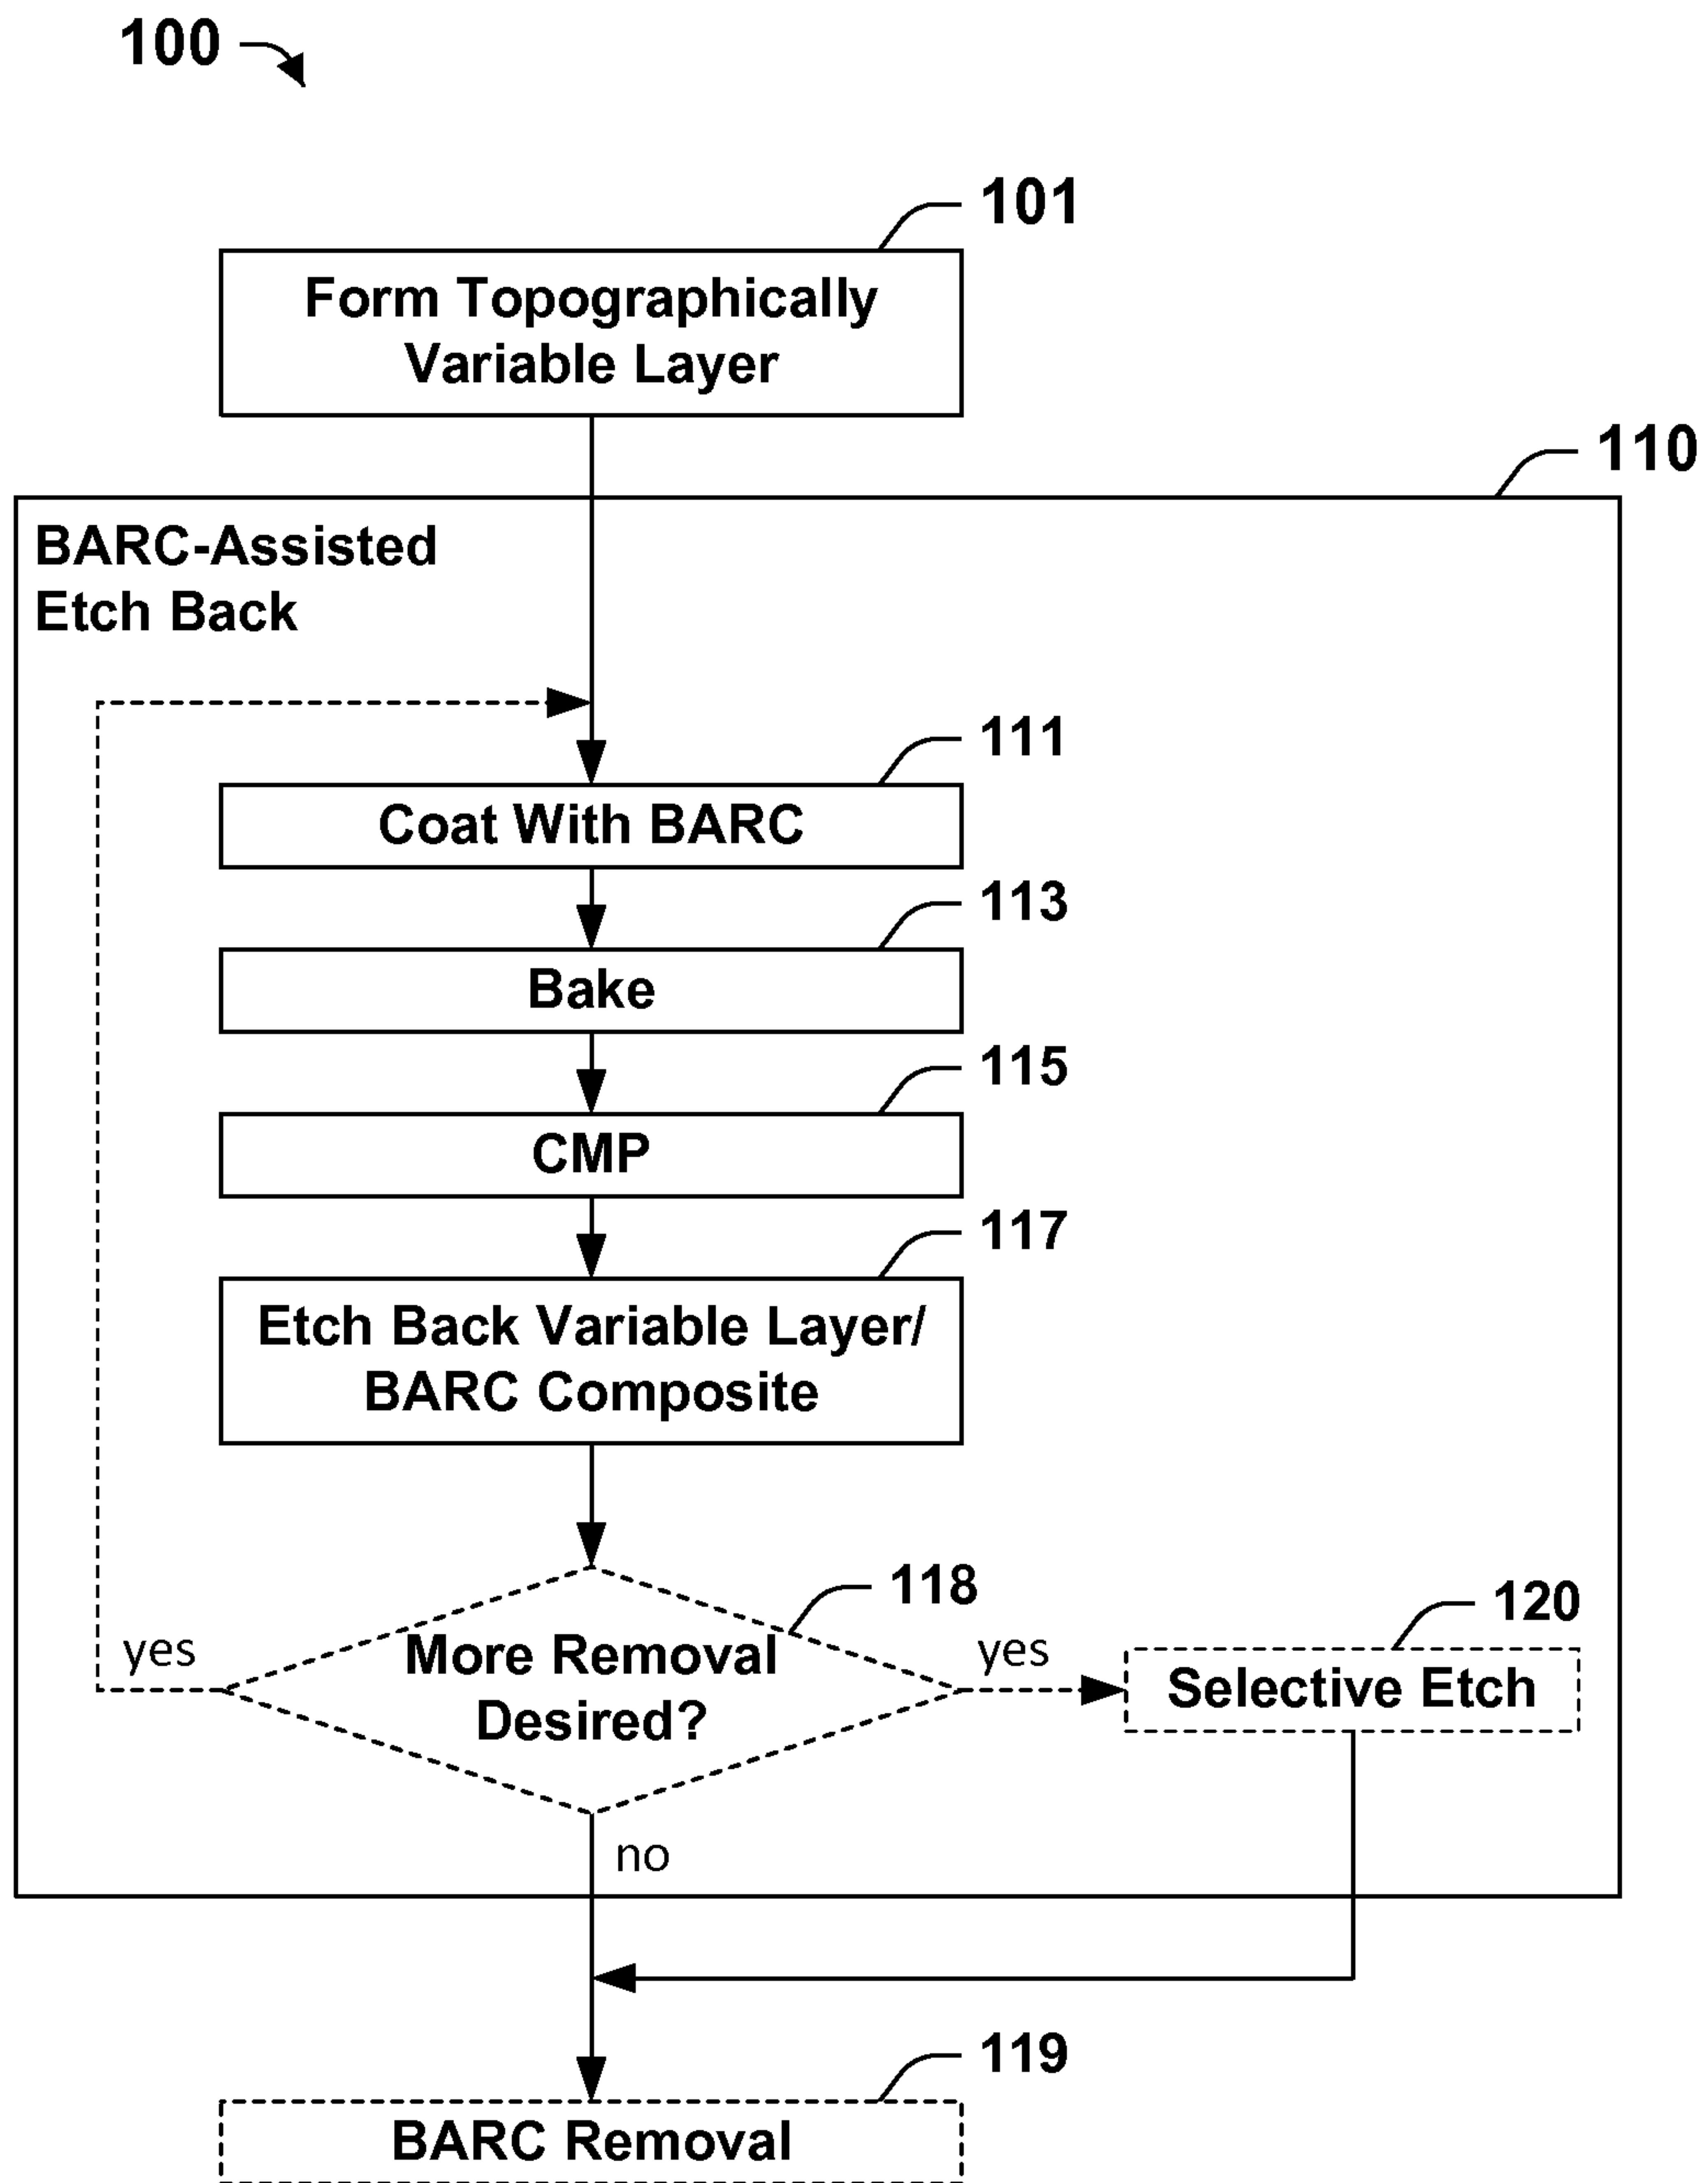 100
101
Form Topographically
Variable Layer
110
BARC-Assisted
Etch Back
111
Coat With BARC
113
Bake
115
CMP
117
Etch Back Variable Layer/
BARC Composite
118
120
yes
More Removal
Desired?
yes
Selective Etch
no
119
BARC Removal